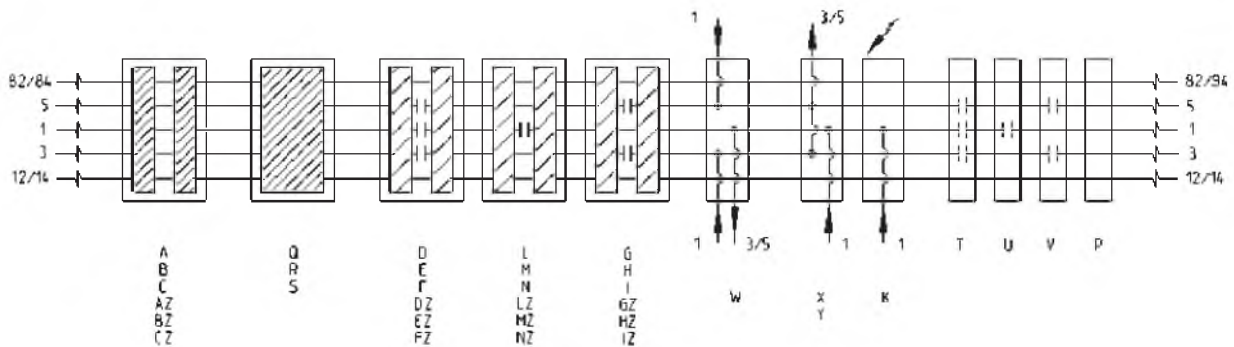 1 3/5
82/84 82/94
5 5
1 1
3 3
12/14 12/14
1 3/5 1 1 T U V P
A Q D L G
B R E M H
C S F N I
AZ DZ LZ GZ
BZ EZ MZ HZ
CZ FZ NZ IZ
W X K
Y